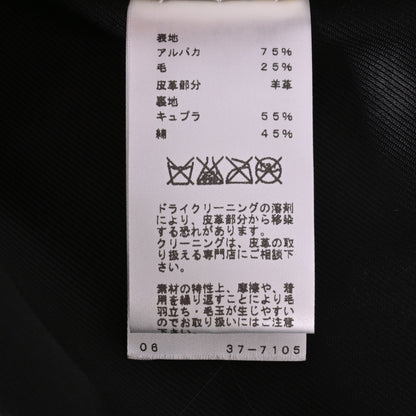 表地
アルパカ 75%
毛 25%
皮革部分 羊革
裏地
キュプラ 55%
綿 45%
ドライクリーニングの溶剤
により、皮革部分から移染
する恐れがあります。
クリーニングは、皮革の取
り扱える専門店にご相談
下さい。
素材の特性上、摩擦や、着
用を繰り返すことにより毛
羽立ち・毛玉が生じやすい
のでお取り扱いにはご注意
下さい。
06 37-7105